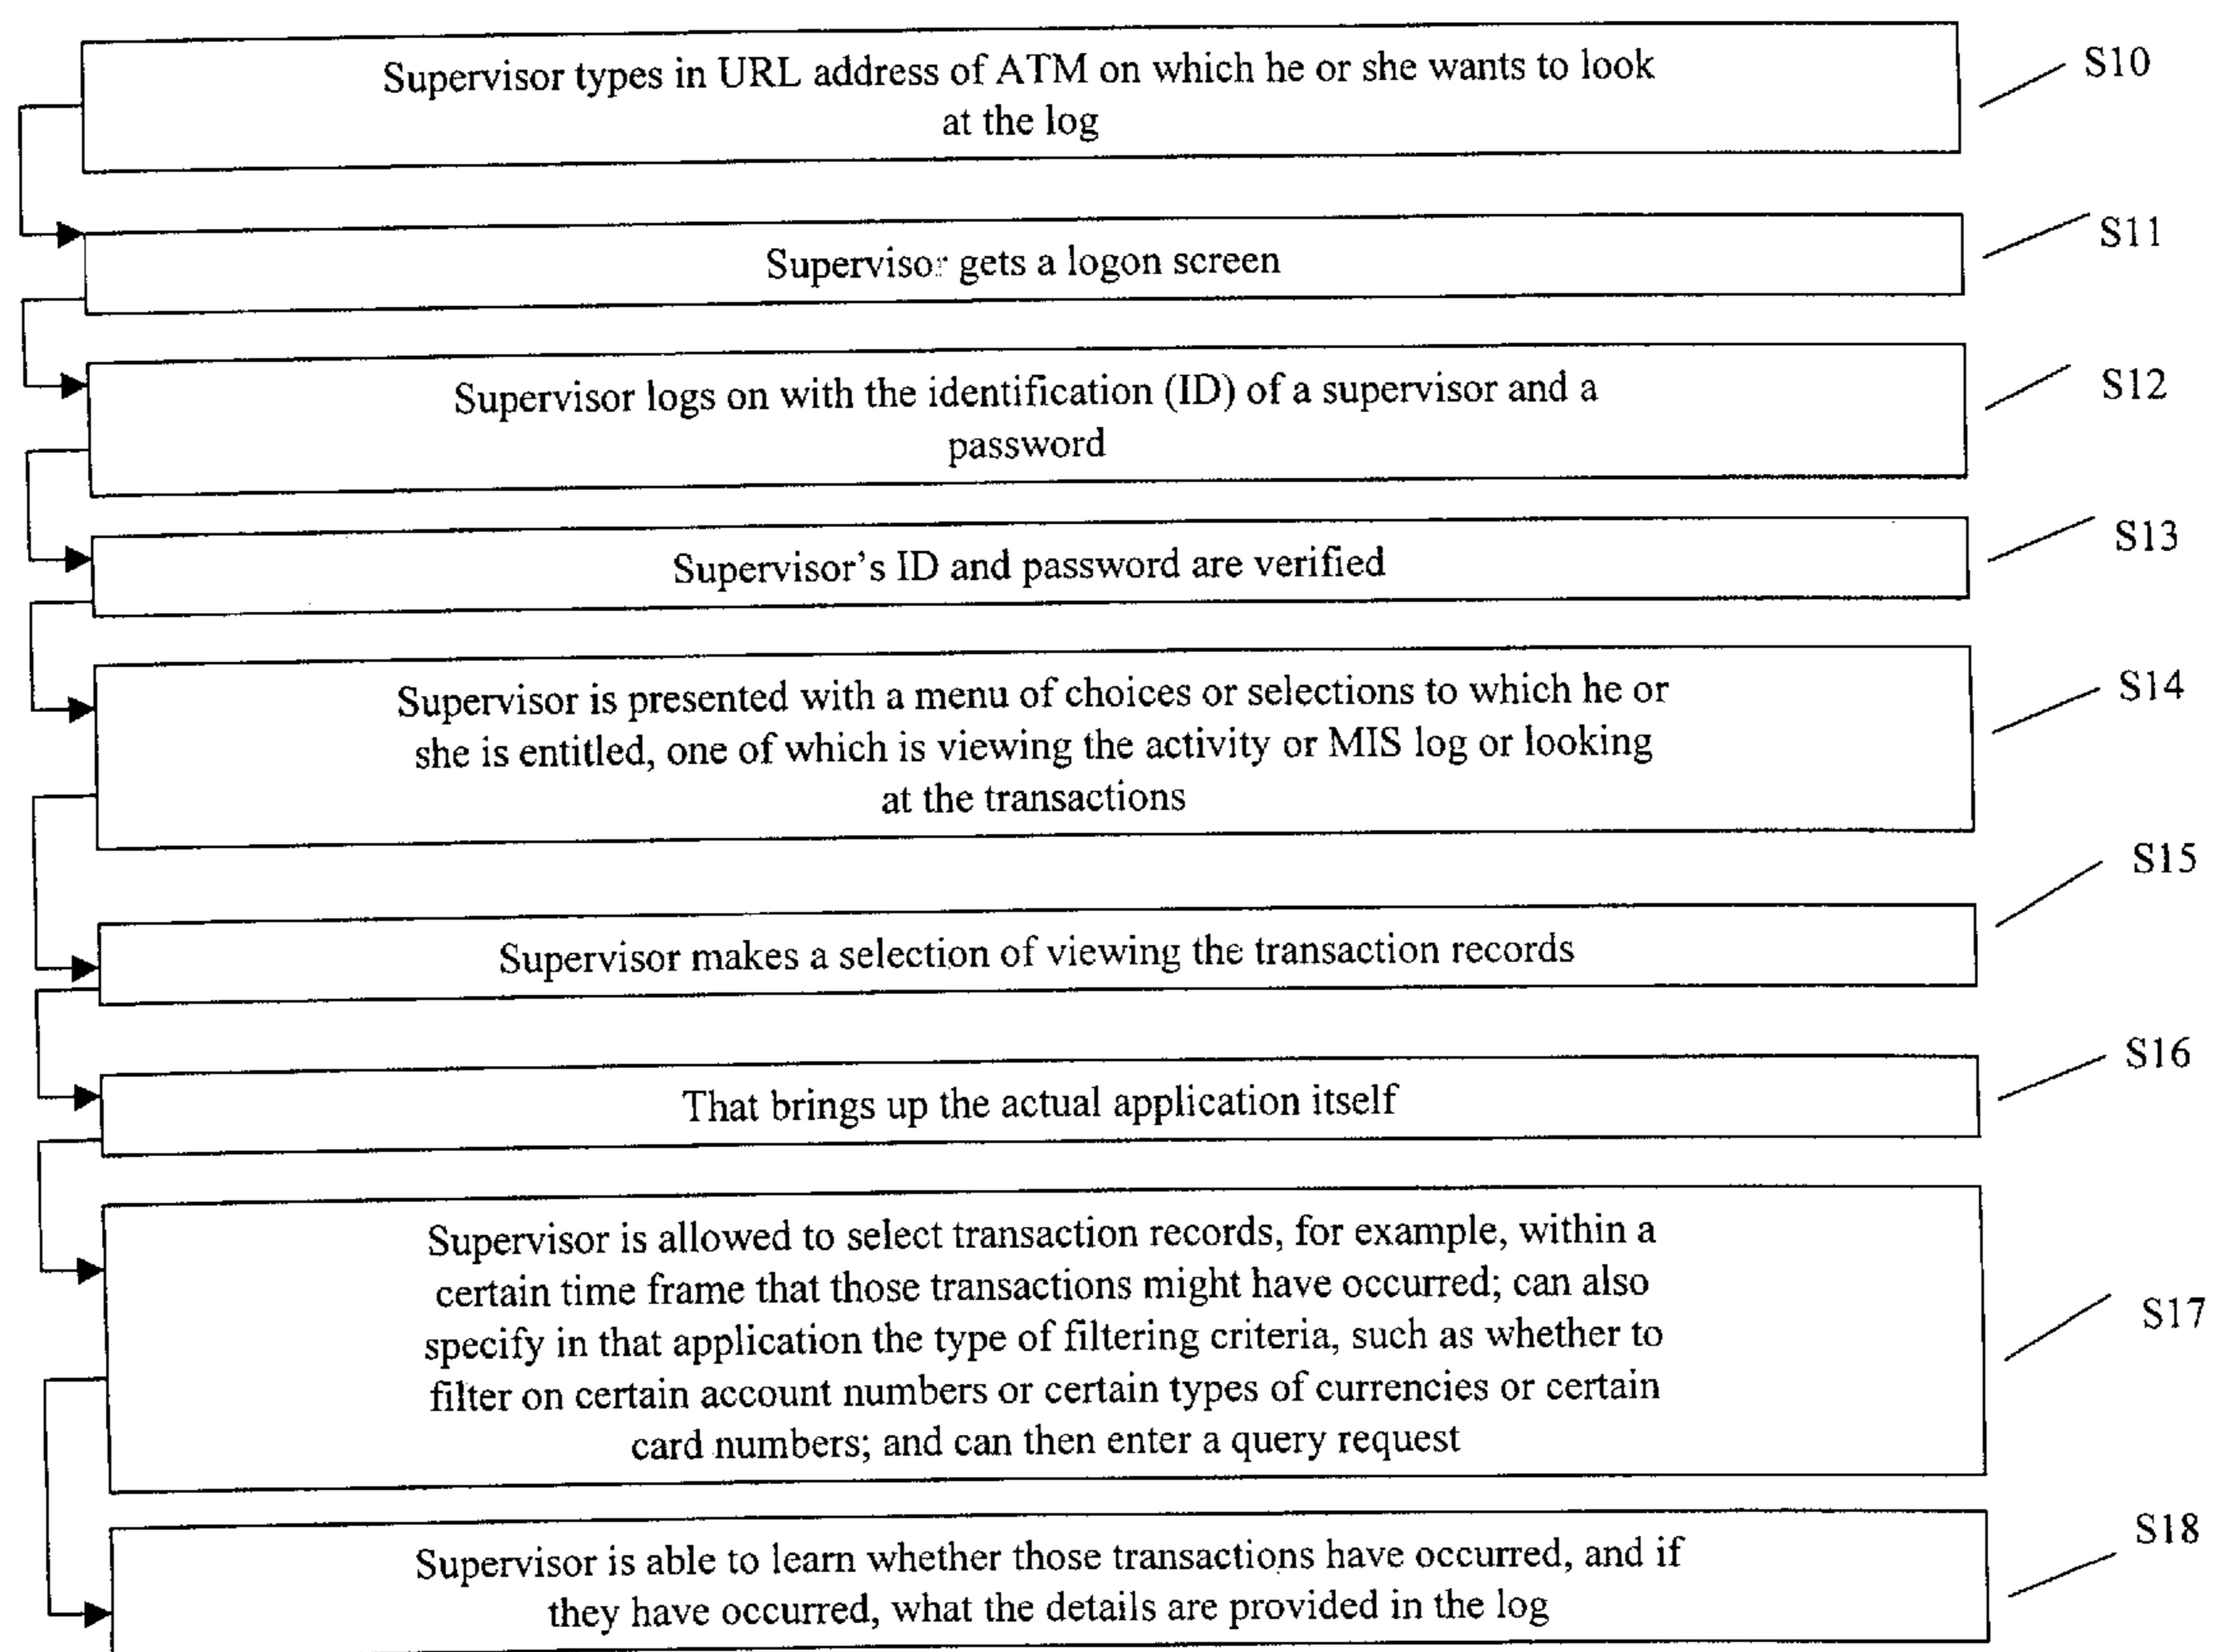 Supervisor types in URL address of ATM on which he or she wants to look
at the log
S10
Supervisor gets a logon screen
S11
Supervisor logs on with the identification (ID) of a supervisor and a
password
S12
Supervisor's ID and password are verified
S13
Supervisor is presented with a menu of choices or selections to which he or
she is entitled, one of which is viewing the activity or MIS log or looking
at the transactions
S14
Supervisor makes a selection of viewing the transaction records
S15
That brings up the actual application itself
S16
Supervisor is allowed to select transaction records, for example, within a
certain time frame that those transactions might have occurred; can also
specify in that application the type of filtering criteria, such as whether to
filter on certain account numbers or certain types of currencies or certain
card numbers; and can then enter a query request
S17
Supervisor is able to learn whether those transactions have occurred, and if
they have occurred, what the details are provided in the log
S18